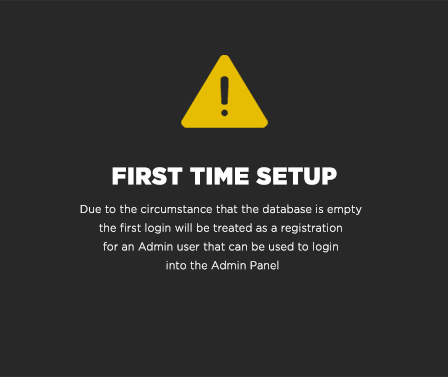 FIRST TIME SETUP
Due to the circumstance that the database is empty
the first login will be treated as a registration
for an Admin user that can be used to login
into the Admin Panel